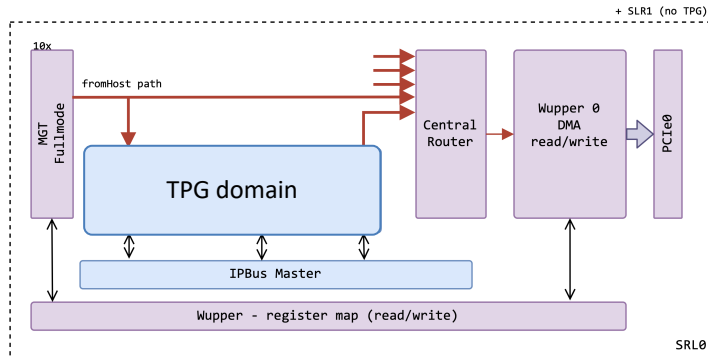 + SLR1 (no TPG)
10x
MGT
Fullmode
fromHost path
Central
Router
Wupper 0
DMA
read/write
PCIe0
TPG domain
IPBus Master
Wupper - register map (read/write)
SRL0